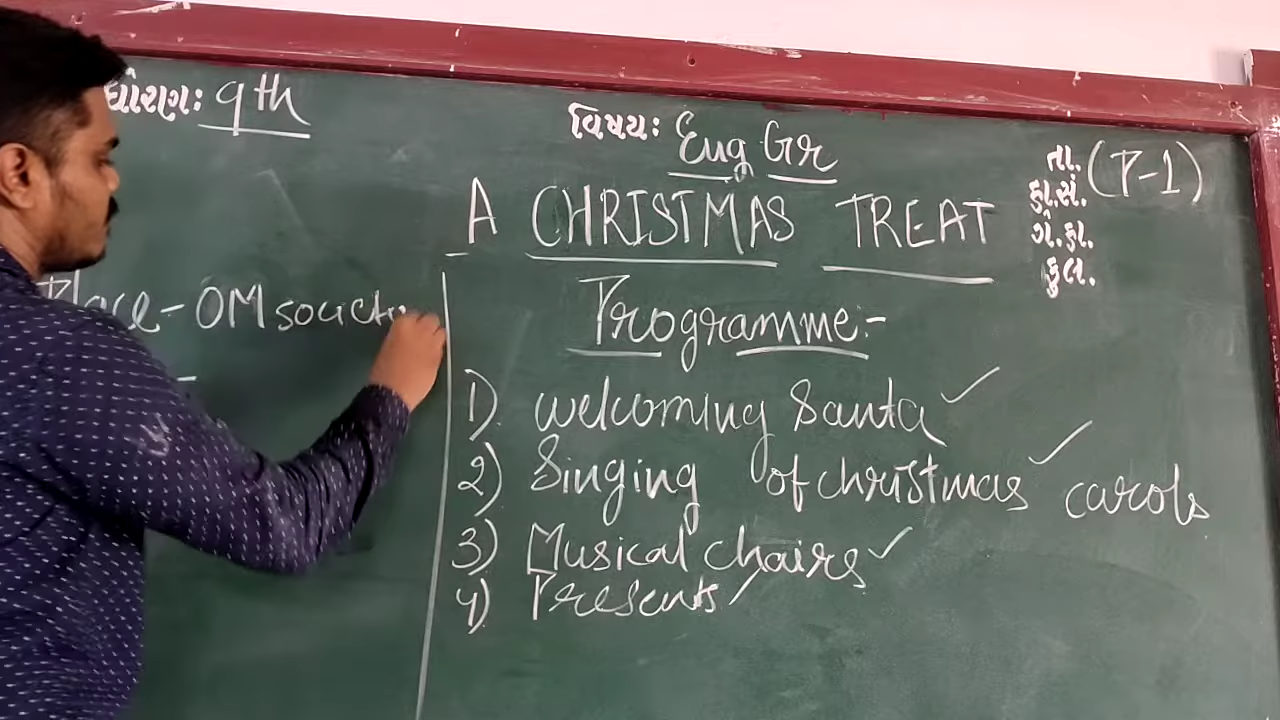 ધોરણ: 9th
વિષય: Eng Gr
તા. (P-1)
ફા.સં.
ગે.ફા.
કુલ.
A CHRISTMAS TREAT
Place - OM society
Programme:-
1) welcoming Santa ✓
2) Singing of christmas ✓ carols
3) Musical chairs ✓
4) Presents ✓